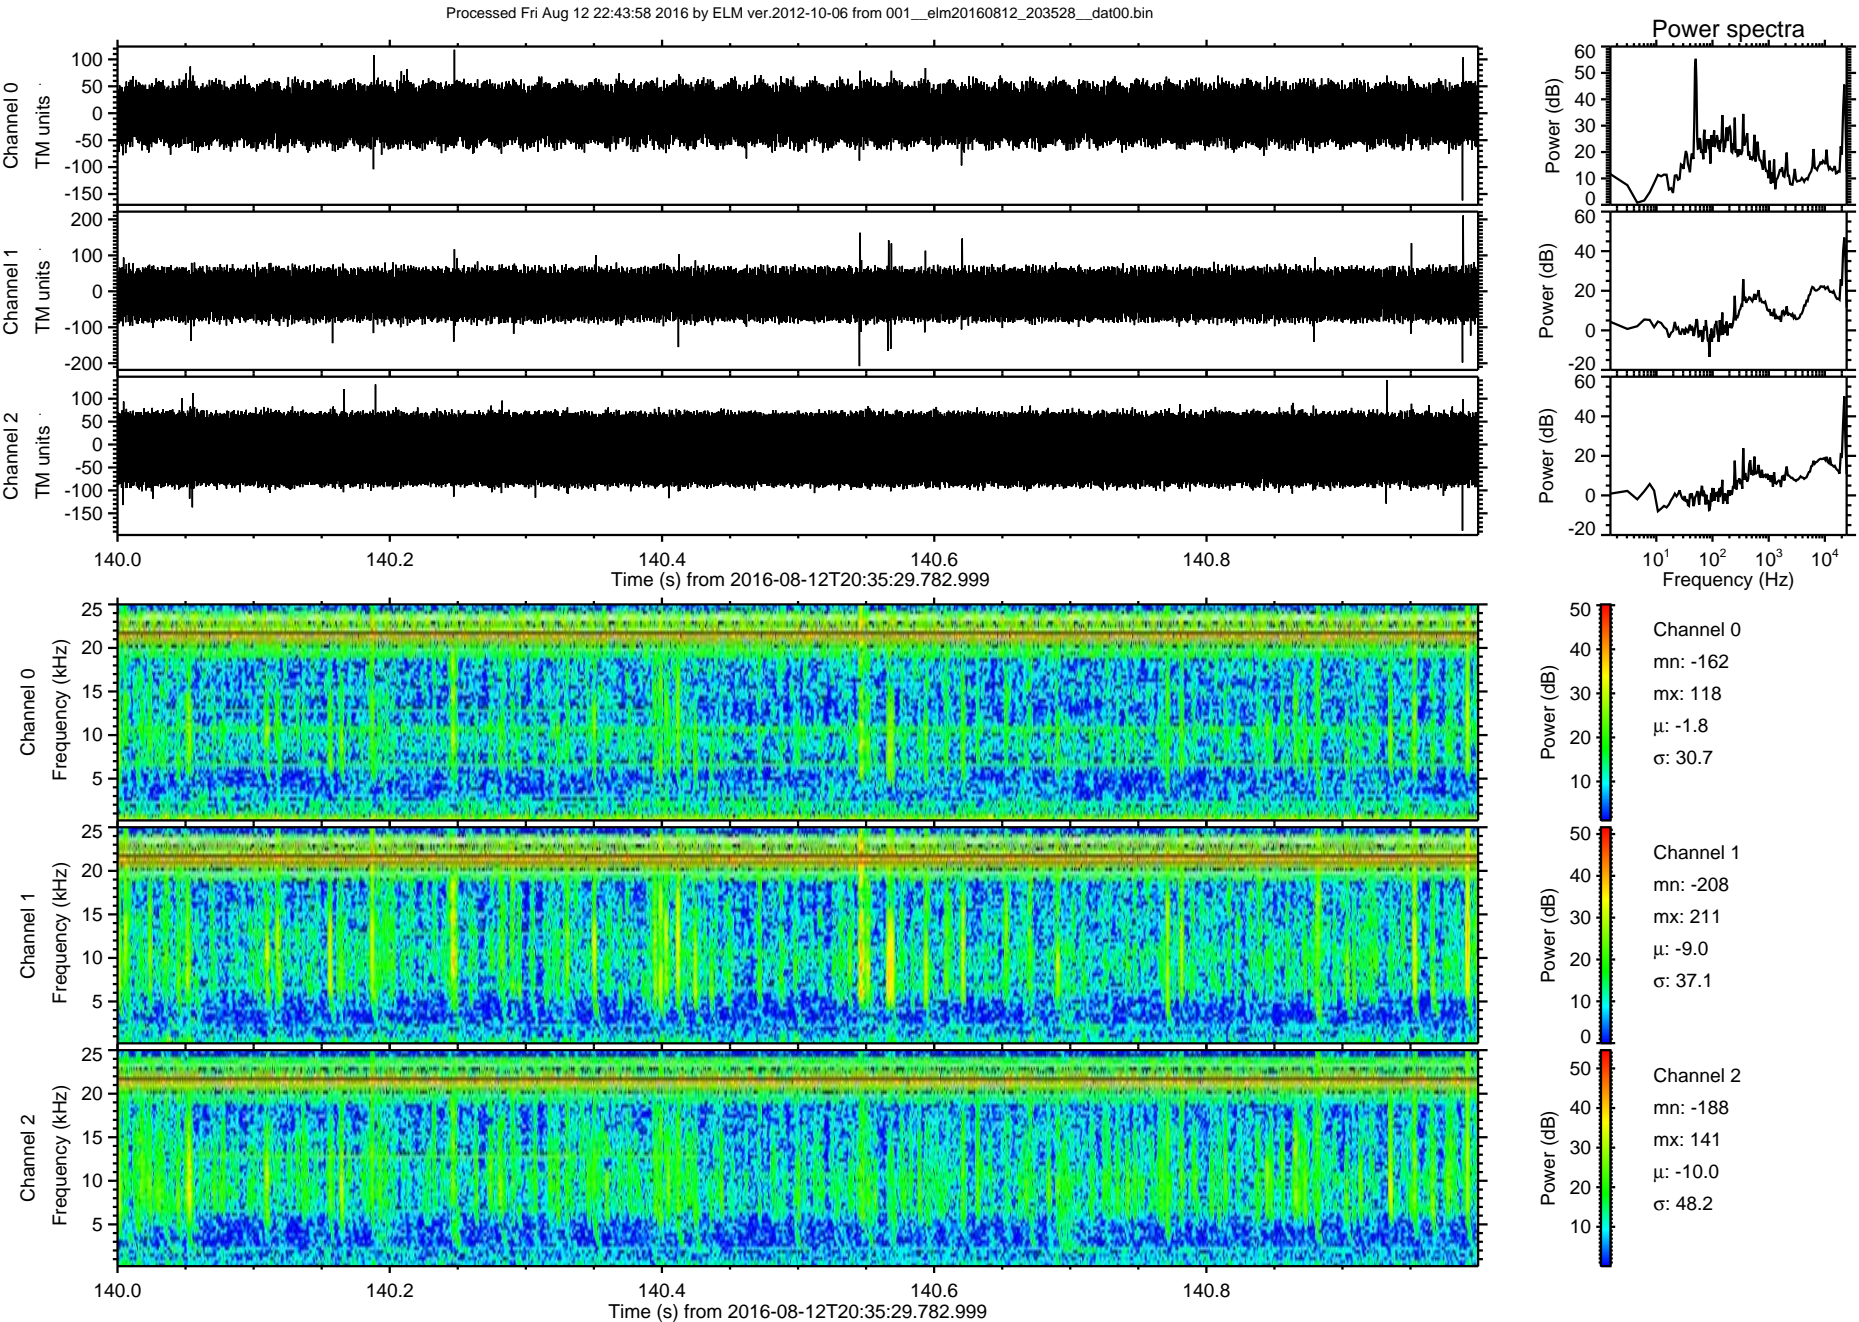 Processed Fri Aug 12 22:43:58 2016 by ELM ver.2012-10-06 from 001__elm20160812_203528__dat00.bin
Power spectra
Channel 0
TM units
100
50
0
-50
-100
-150
Power (dB)
60
50
40
30
20
10
0
Channel 1
TM units
200
100
0
-100
-200
Power (dB)
60
40
20
0
-20
Channel 2
TM units
100
50
0
-50
-100
-150
Power (dB)
60
40
20
0
-20
140.0 140.2 140.4 140.6 140.8
Time (s) from 2016-08-12T20:35:29.782.999
10¹ 10² 10³ 10⁴
Frequency (Hz)
Channel 0
Frequency (kHz)
25
20
15
10
5
Power (dB)
50
40
30
20
10
Channel 0
mn: -162
mx: 118
μ: -1.8
σ: 30.7
Channel 1
Frequency (kHz)
25
20
15
10
5
Power (dB)
50
40
30
20
10
0
Channel 1
mn: -208
mx: 211
μ: -9.0
σ: 37.1
Channel 2
Frequency (kHz)
25
20
15
10
5
Power (dB)
50
40
30
20
10
Channel 2
mn: -188
mx: 141
μ: -10.0
σ: 48.2
140.0 140.2 140.4 140.6 140.8
Time (s) from 2016-08-12T20:35:29.782.999